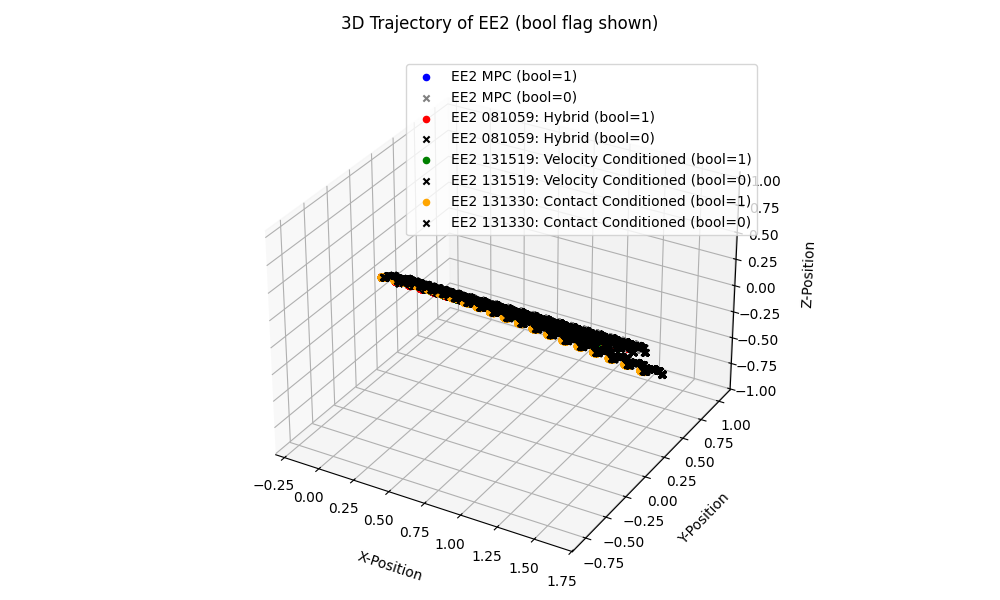 3D Trajectory of EE2 (bool flag shown)
EE2 MPC (bool=1)
EE2 MPC (bool=0)
EE2 081059: Hybrid (bool=1)
EE2 081059: Hybrid (bool=0)
EE2 131519: Velocity Conditioned (bool=1)
EE2 131519: Velocity Conditioned (bool=0)
EE2 131330: Contact Conditioned (bool=1)
EE2 131330: Contact Conditioned (bool=0)
1.00
0.75
0.50
0.25
0.00
−0.25
−0.50
−0.75
−1.00
Z-Position
1.00
0.75
0.50
0.25
0.00
−0.25
−0.50
−0.75
Y-Position
−0.25
0.00
0.25
0.50
0.75
1.00
1.25
1.50
1.75
X-Position